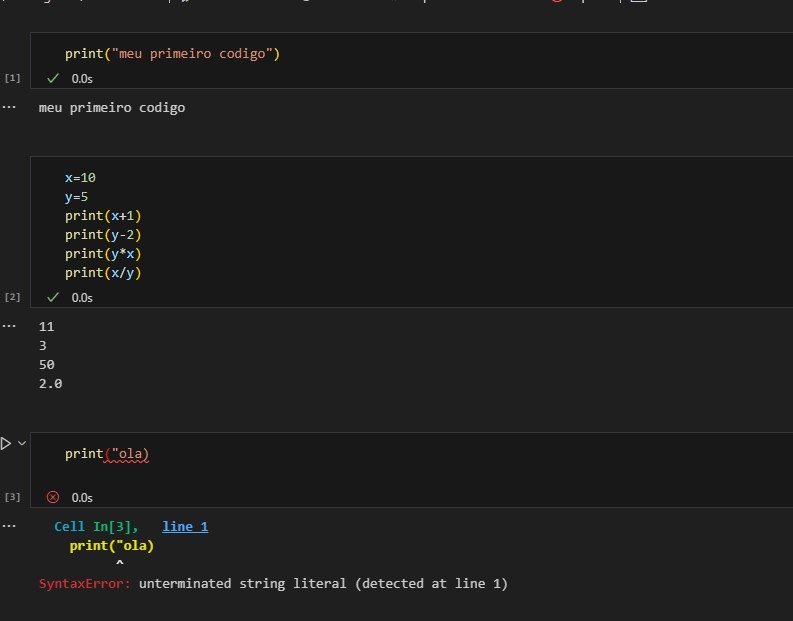 print("meu primeiro codigo")
[1] 0.0s
... meu primeiro codigo
x=10
y=5
print(x+1)
print(y-2)
print(y*x)
print(x/y)
[2] 0.0s
... 11
3
50
2.0
print("ola)
[3] 0.0s
... Cell In[3], line 1
print("ola)
^
SyntaxError: unterminated string literal (detected at line 1)